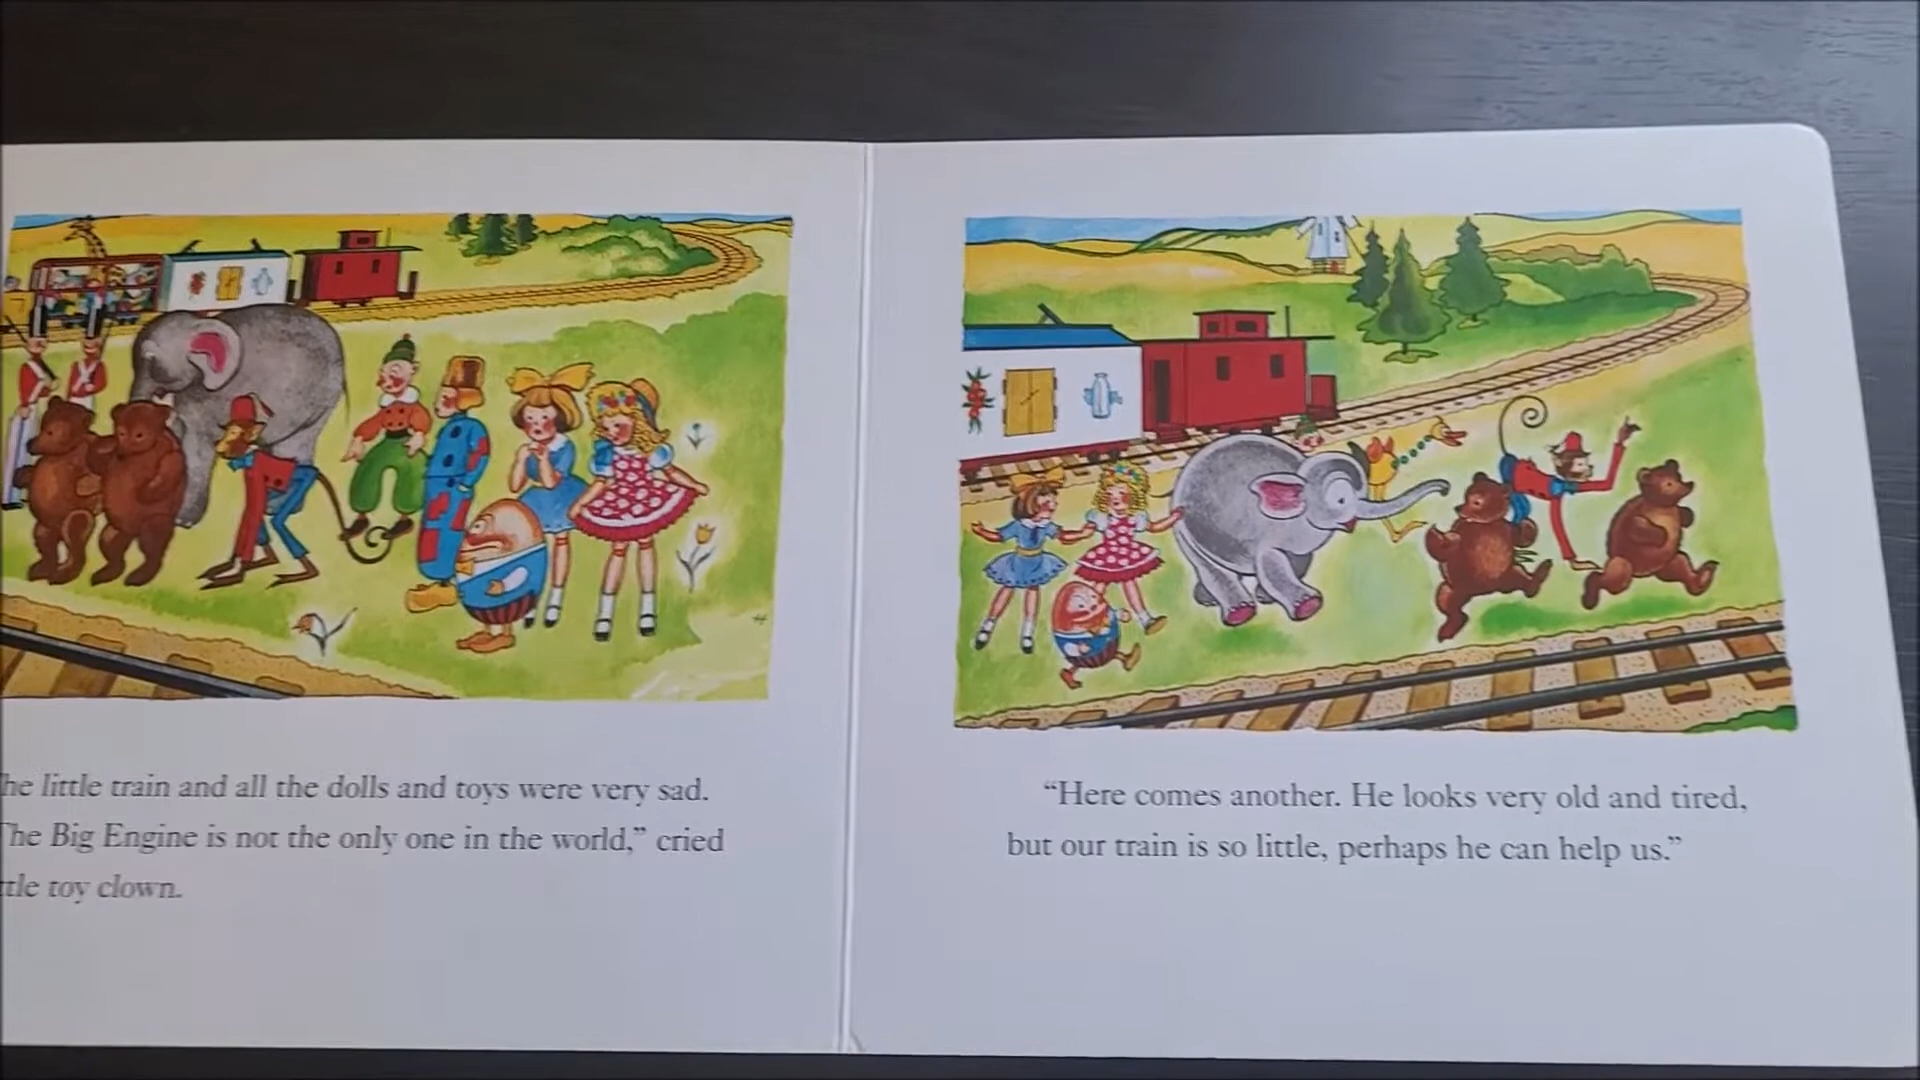 he little train and all the dolls and toys were very sad.
The Big Engine is not the only one in the world,” cried
ttle toy clown.
“Here comes another. He looks very old and tired,
but our train is so little, perhaps he can help us.”